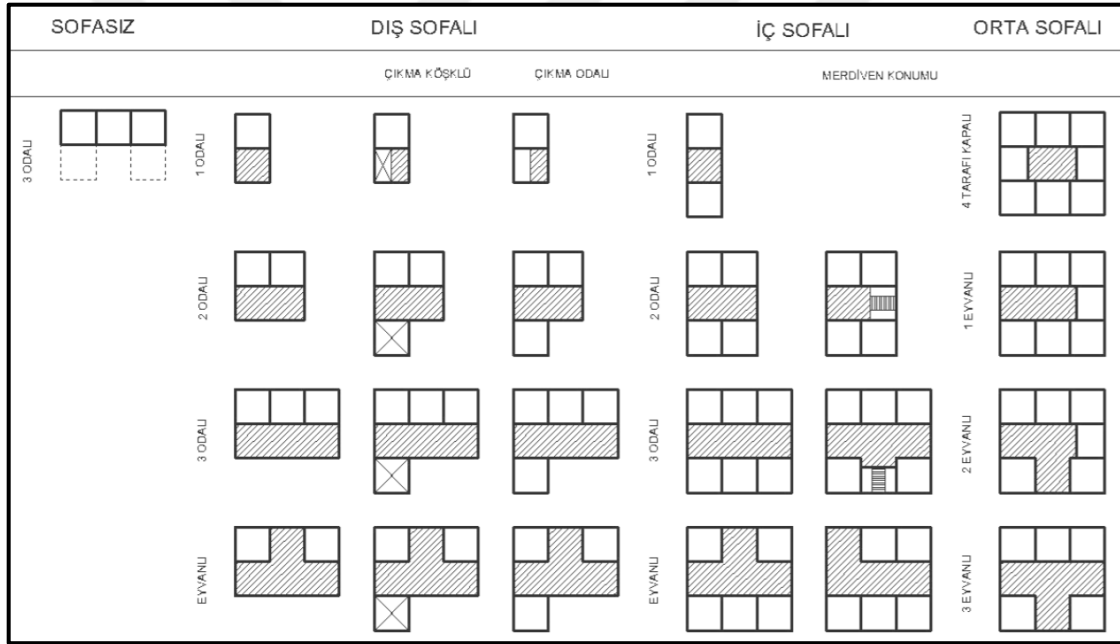 SOFASIZ DIŞ SOFALI İÇ SOFALI ORTA SOFALI
ÇIKMA KÖŞKLÜ ÇIKMA ODALI MERDİVEN KONUMU
3 ODALI 1 ODALI 1 ODALI 4 TARAFI KAPALI
2 ODALI 2 ODALI 1 EYVANLI
3 ODALI 3 ODALI 2 EYVANLI
EYVANLI EYVANLI 3 EYVANLI